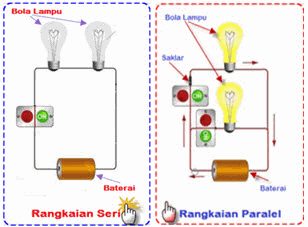 Bola Lampu
Baterai
Rangkaian Seri
Bola Lampu
Saklar
Baterai
Rangkaian Paralel